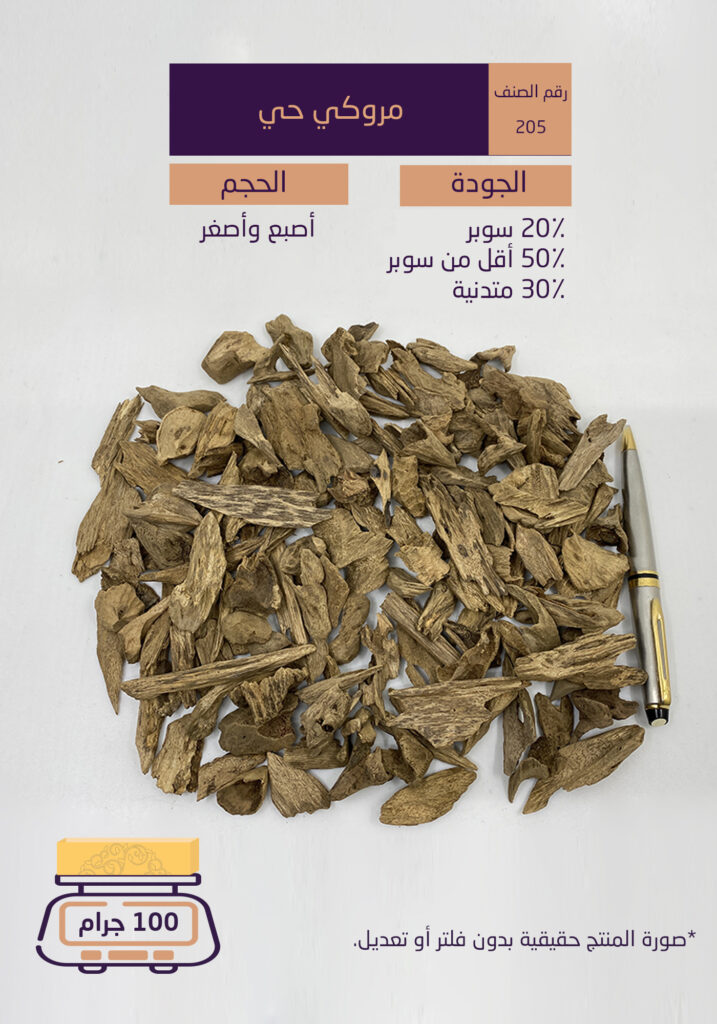 رقم الصنف
205
مروكي حي
الجودة
20٪ سوبر
50٪ أقل من سوبر
30٪ متدنية
الحجم
أصبع وأصغر
100 جرام
*صورة المنتج حقيقية بدون فلتر أو تعديل.